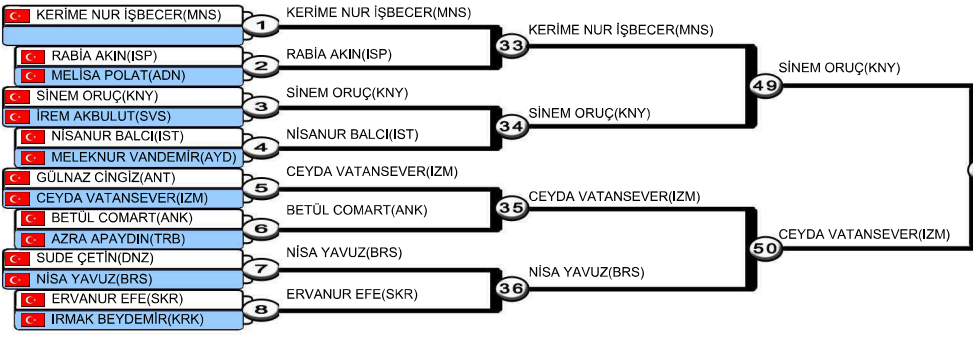 KERİME NUR İŞBECER(MNS)
1
KERİME NUR İŞBECER(MNS)
RABİA AKIN(ISP)
MELİSA POLAT(ADN)
2
RABİA AKIN(ISP)
33
KERİME NUR İŞBECER(MNS)
SİNEM ORUÇ(KNY)
İREM AKBULUT(SVS)
3
SİNEM ORUÇ(KNY)
NİSANUR BALCI(IST)
MELEKNUR VANDEMİR(AYD)
4
NİSANUR BALCI(IST)
34
SİNEM ORUÇ(KNY)
49
SİNEM ORUÇ(KNY)
GÜLNAZ CİNGİZ(ANT)
CEYDA VATANSEVER(IZM)
5
CEYDA VATANSEVER(IZM)
BETÜL COMART(ANK)
AZRA APAYDIN(TRB)
6
BETÜL COMART(ANK)
35
CEYDA VATANSEVER(IZM)
SUDE ÇETİN(DNZ)
NİSA YAVUZ(BRS)
7
NİSA YAVUZ(BRS)
ERVANUR EFE(SKR)
IRMAK BEYDEMİR(KRK)
8
ERVANUR EFE(SKR)
36
NİSA YAVUZ(BRS)
50
CEYDA VATANSEVER(IZM)